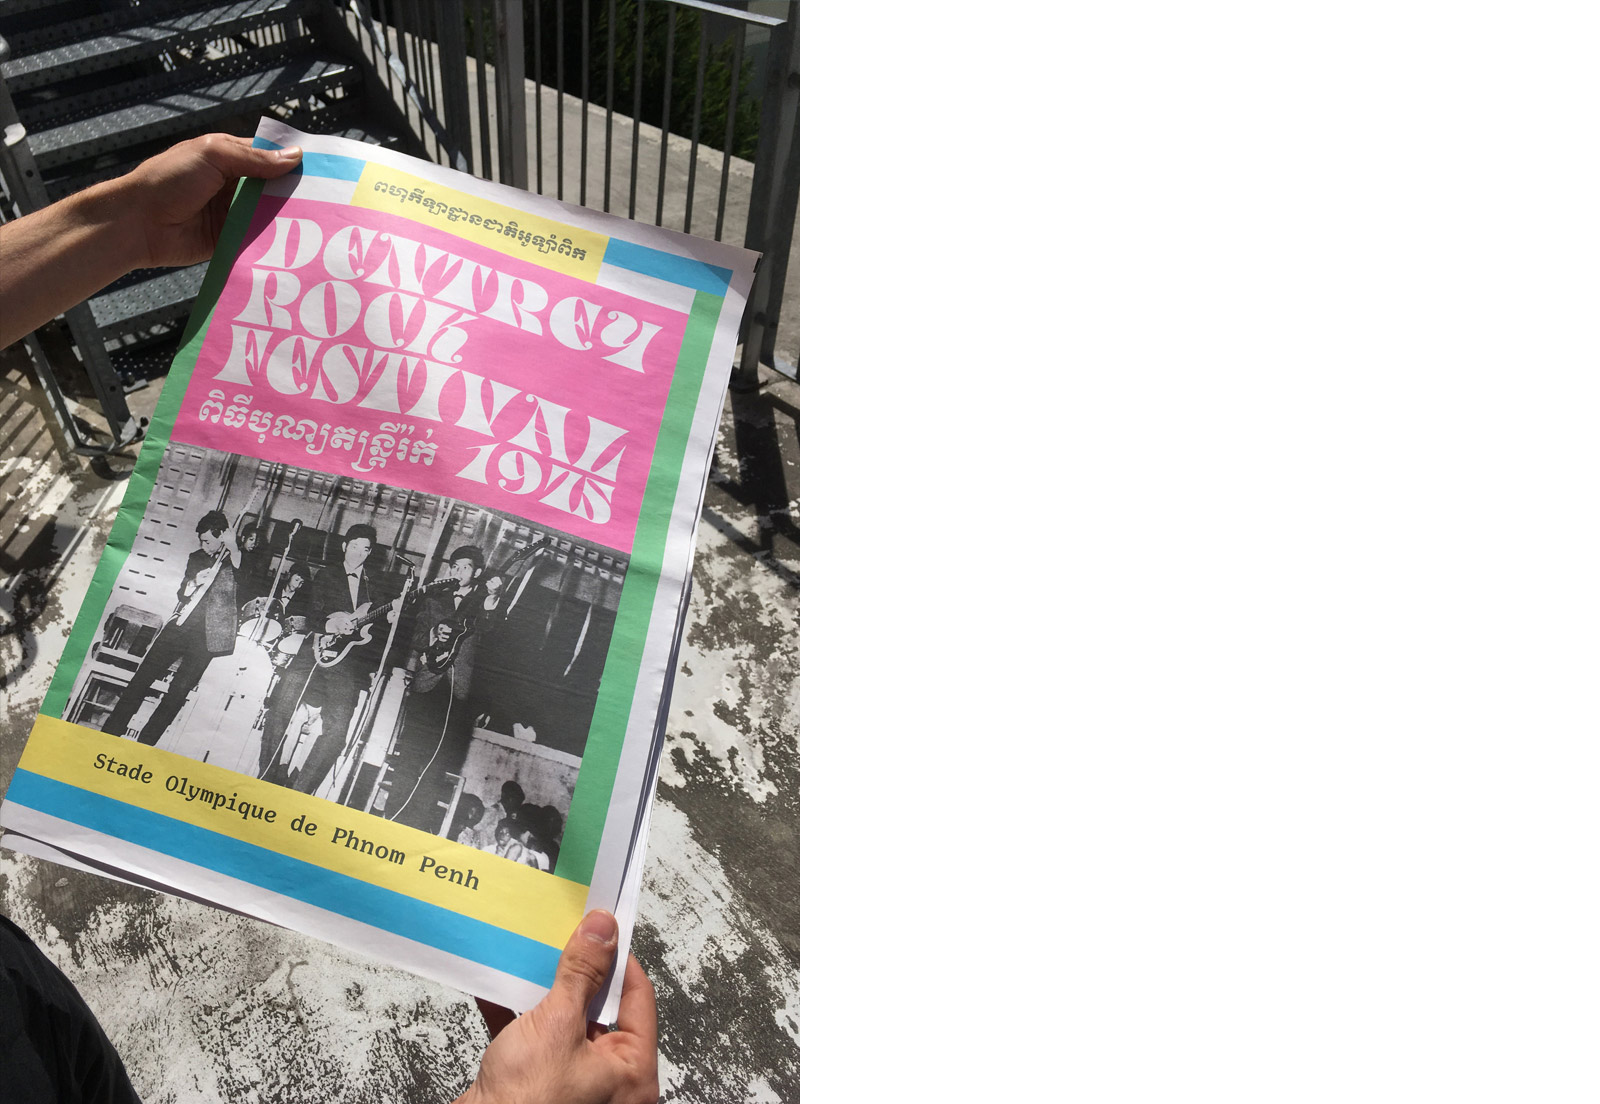 ពហុកីឡាដ្ឋានជាតិអូឡាំពិក
DENTREY
ROCK
FESTIVAL
ពិធីបុណ្យតន្ត្រីរ៉ក់ 1975
Stade Olympique de Phnom Penh